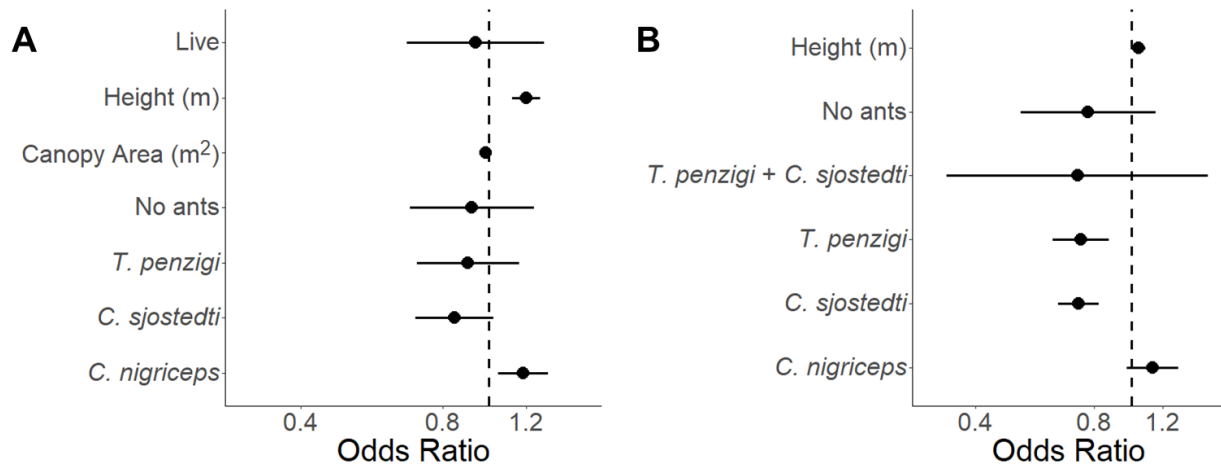 A
Live
Height (m)
Canopy Area (m²)
No ants
T. penzigi
C. sjostedti
C. nigriceps
0.4 0.8 1.2
Odds Ratio
B
Height (m)
No ants
T. penzigi + C. sjostedti
T. penzigi
C. sjostedti
C. nigriceps
0.4 0.8 1.2
Odds Ratio